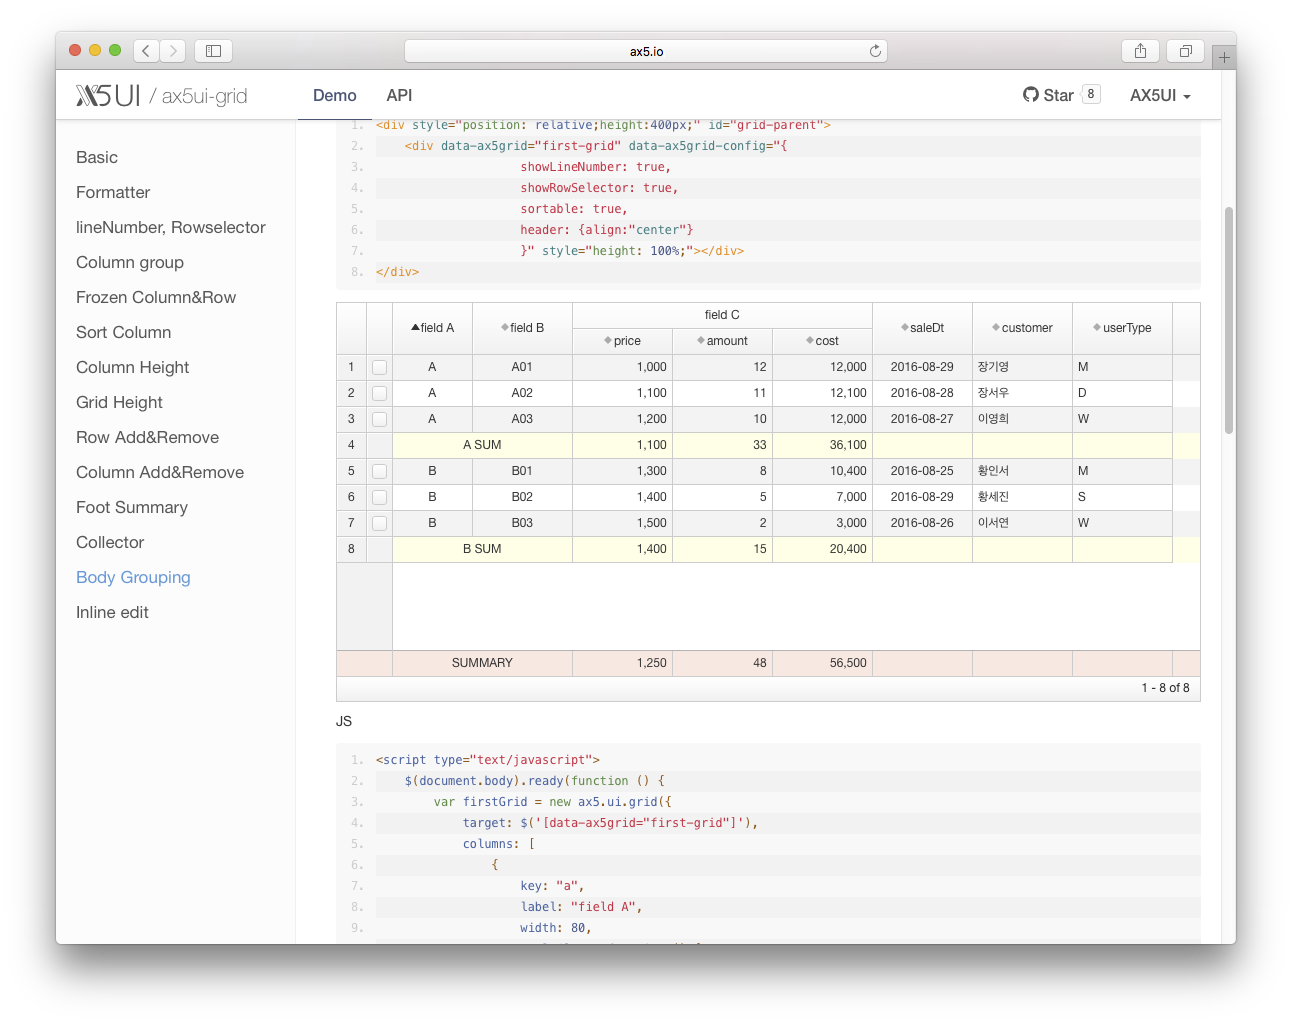 ax5.io
AX5UI / ax5ui-grid
Demo
API
Star 8
AX5UI
Basic
Formatter
lineNumber, Rowselector
Column group
Frozen Column&Row
Sort Column
Column Height
Grid Height
Row Add&Remove
Column Add&Remove
Foot Summary
Collector
Body Grouping
Inline edit
1. <div style="position: relative;height:400px;" id="grid-parent">
2. <div data-ax5grid="first-grid" data-ax5grid-config="{
3. showLineNumber: true,
4. showRowSelector: true,
5. sortable: true,
6. header: {align:"center"}
7. }" style="height: 100%;"></div>
8. </div>
field A field B field C saleDt customer userType
price amount cost
1 A A01 1,000 12 12,000 2016-08-29 장기영 M
2 A A02 1,100 11 12,100 2016-08-28 장서우 D
3 A A03 1,200 10 12,000 2016-08-27 이영희 W
4 A SUM 1,100 33 36,100
5 B B01 1,300 8 10,400 2016-08-25 황인서 M
6 B B02 1,400 5 7,000 2016-08-29 황세진 S
7 B B03 1,500 2 3,000 2016-08-26 이서연 W
8 B SUM 1,400 15 20,400
SUMMARY 1,250 48 56,500
1 - 8 of 8
JS
1. <script type="text/javascript">
2. $(document.body).ready(function () {
3. var firstGrid = new ax5.ui.grid({
4. target: $('[data-ax5grid="first-grid"]'),
5. columns: [
6. {
7. key: "a",
8. label: "field A",
9. width: 80,